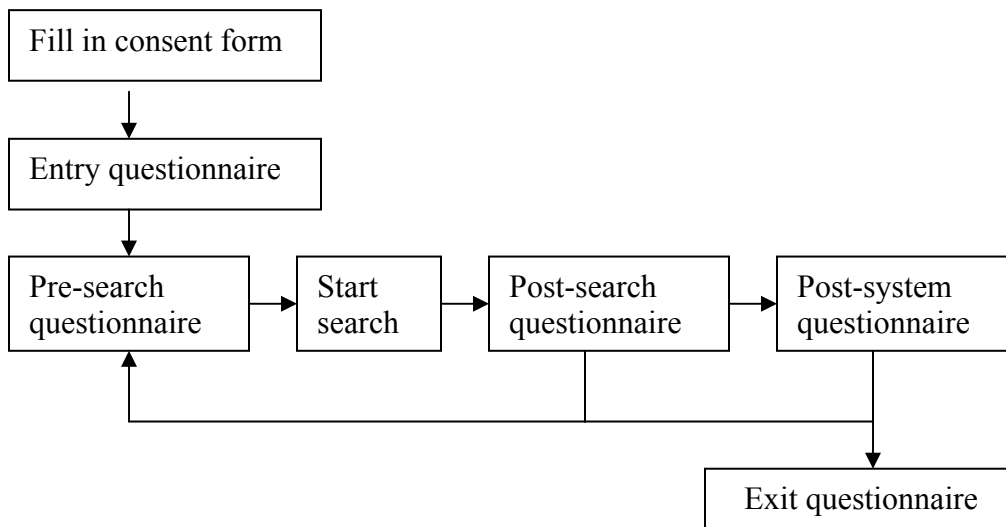 Fill in consent form
Entry questionnaire
Pre-search
questionnaire
Start
search
Post-search
questionnaire
Post-system
questionnaire
Exit questionnaire